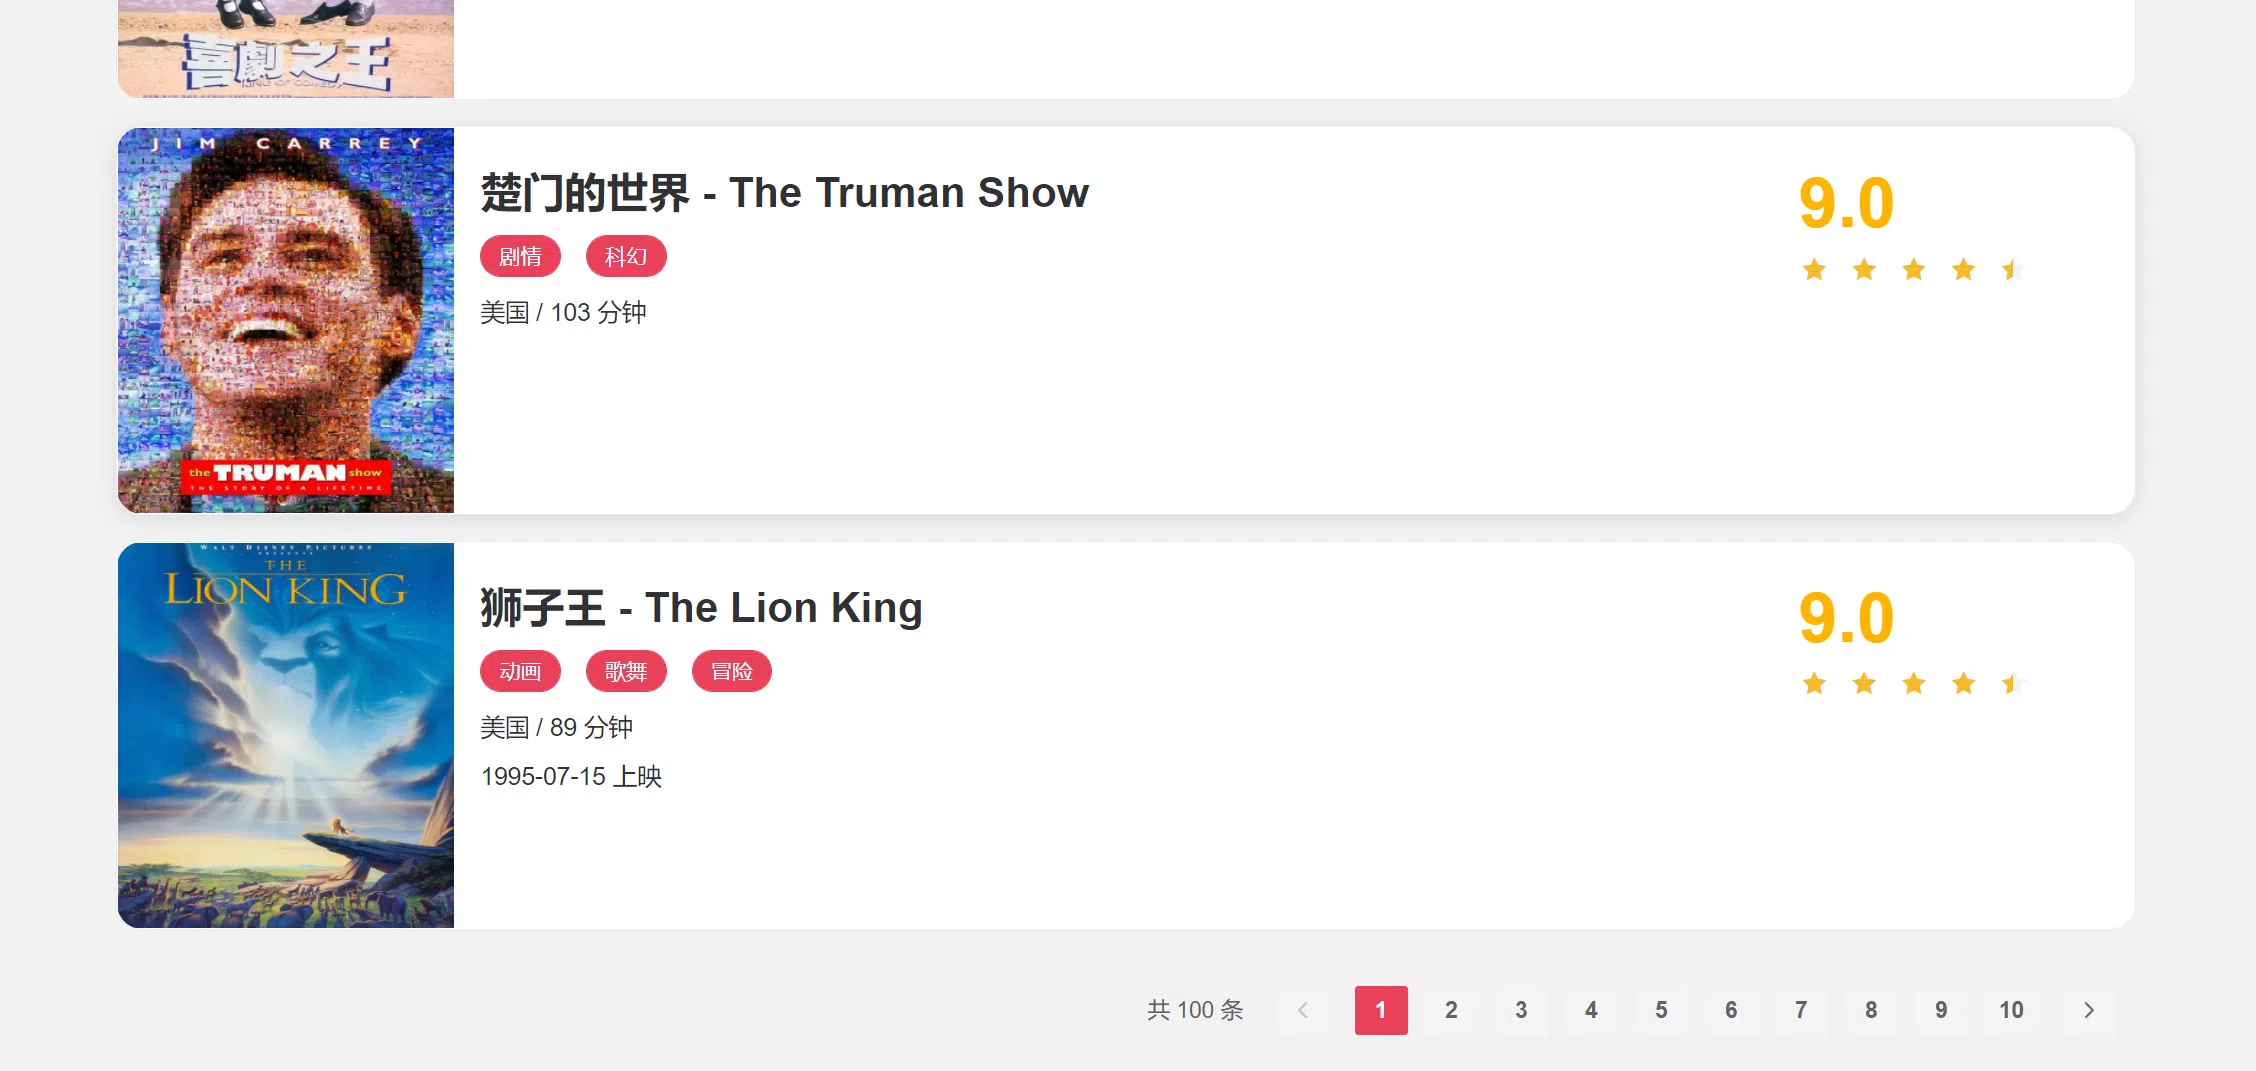 喜劇之王
KING OF COMEDY
JIM CARREY
the TRUMAN show
THE STORY OF A LIFETIME
楚门的世界 - The Truman Show
剧情 科幻
美国 / 103 分钟
9.0
WALT DISNEY PICTURES
PRESENTS
THE
LION KING
狮子王 - The Lion King
动画 歌舞 冒险
美国 / 89 分钟
1995-07-15 上映
9.0
共 100 条 1 2 3 4 5 6 7 8 9 10